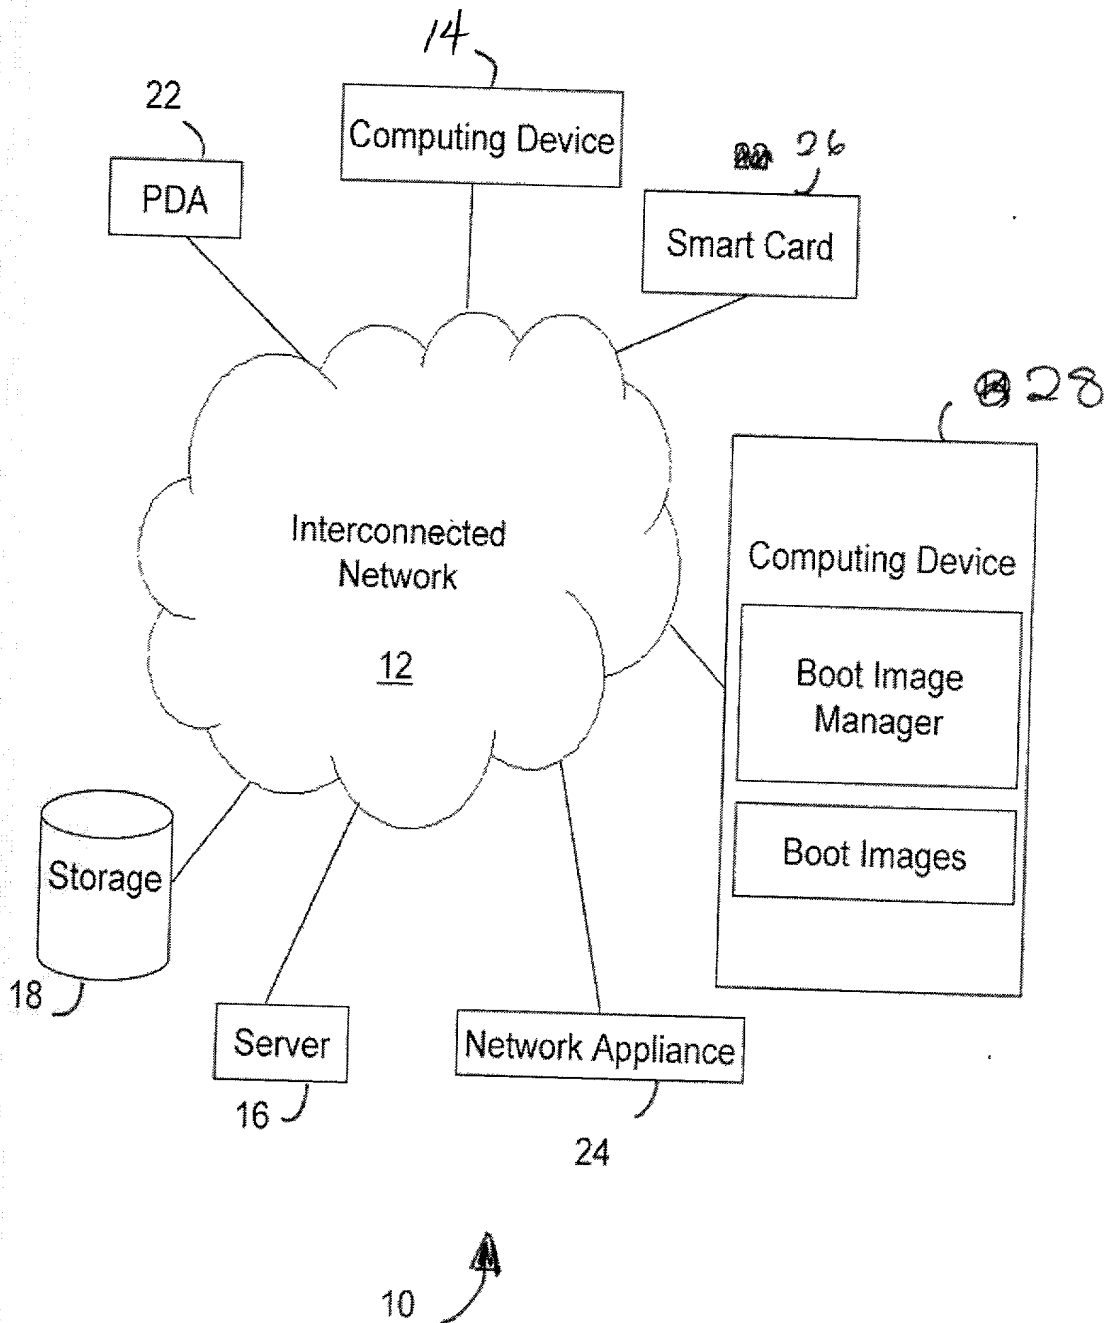 14
22
Computing Device
26
PDA
Smart Card
28
Interconnected
Network
12
Computing Device
Boot Image
Manager
Boot Images
Storage
18
Server
Network Appliance
16
24
10